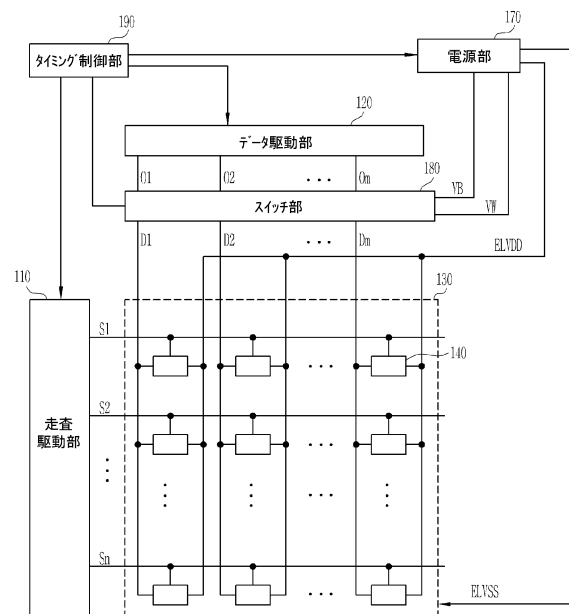 190
タイミング制御部
170
電源部
120
データ駆動部
O1 O2 ... Om
180
スイッチ部
VB
VW
D1 D2 ... Dm
ELVDD
110
走査
駆動部
130
S1
140
...
S2
...
⋮
⋮ ⋮ ... ⋮
Sn
...
ELVSS